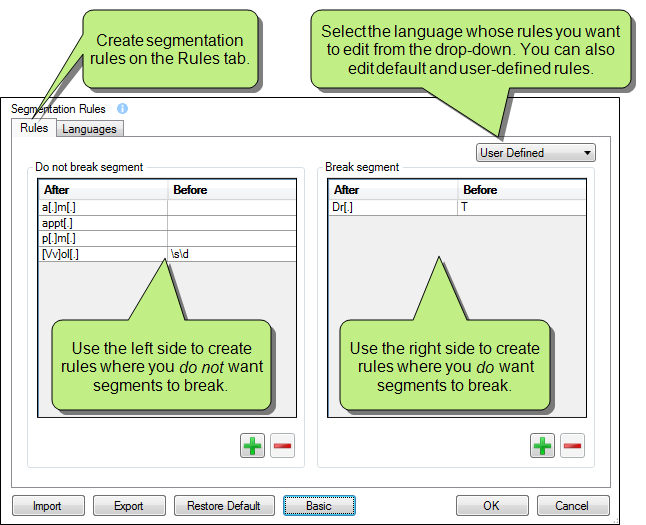 Create segmentation
rules on the Rules tab.
Select the language whose rules you want
to edit from the drop-down. You can also
edit default and user-defined rules.
Segmentation Rules
Rules Languages
User Defined
Do not break segment
After Before
a[.]m[.]
appt[.]
p[.]m[.]
[Vv]ol[.] \s\d
Use the left side to create
rules where you do not want
segments to break.
Break segment
After Before
Dr[.] T
Use the right side to create
rules where you do want
segments to break.
Import Export Restore Default Basic OK Cancel